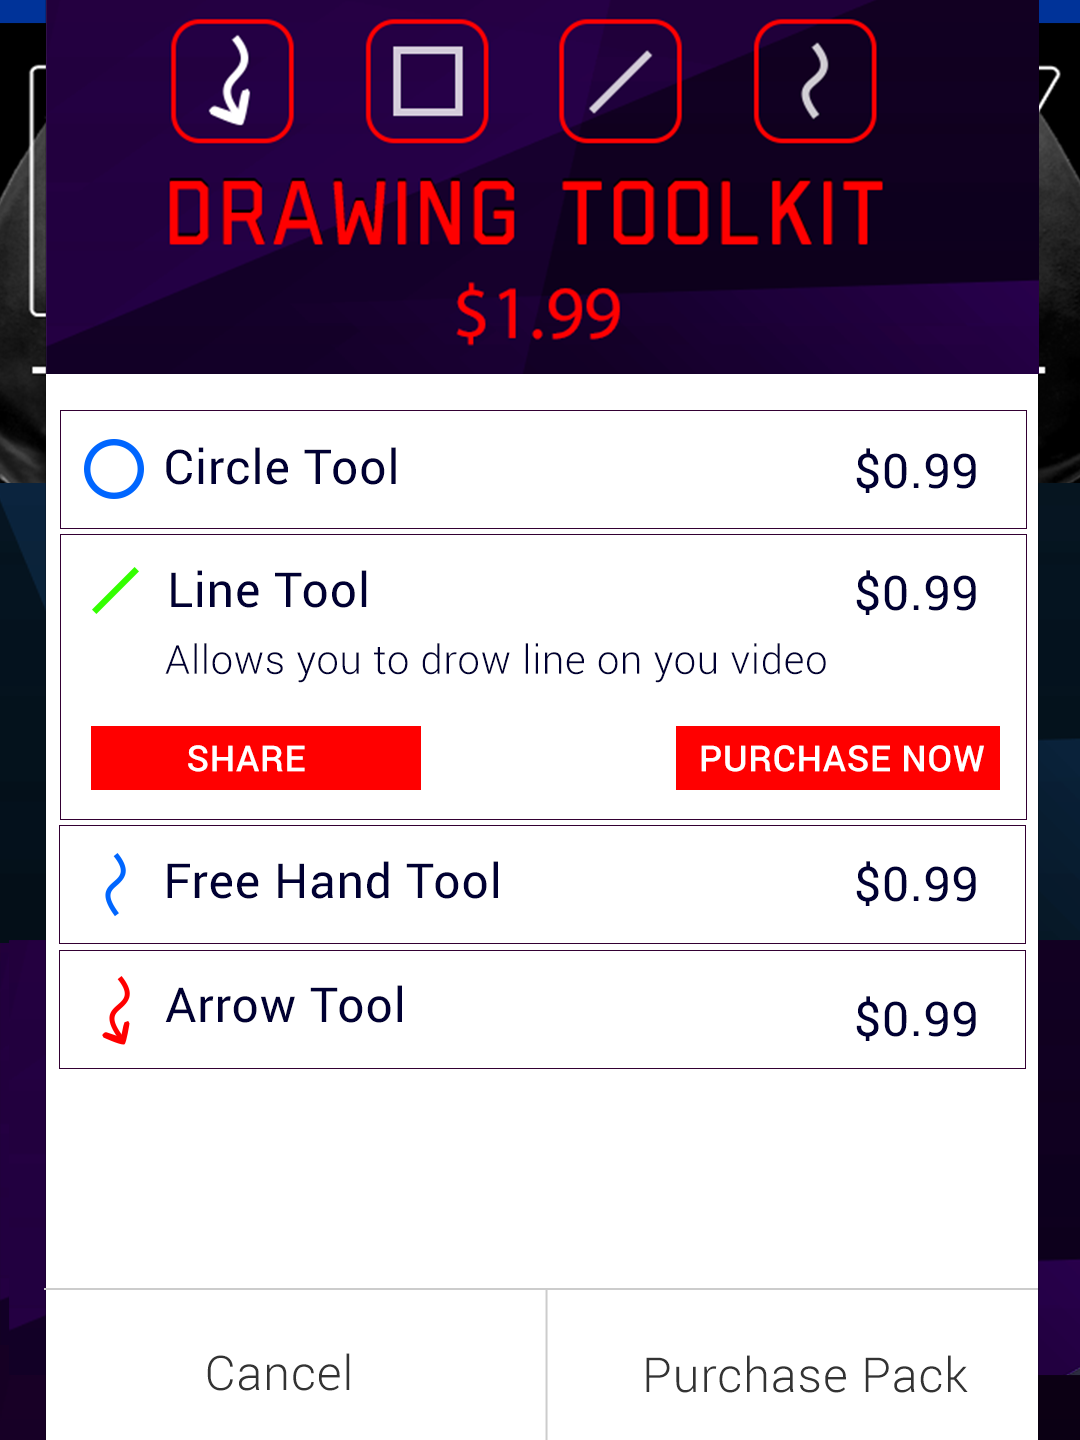 DRAWING TOOLKIT
$1.99
Circle Tool $0.99
Line Tool $0.99
Allows you to drow line on you video
SHARE PURCHASE NOW
Free Hand Tool $0.99
Arrow Tool $0.99
Cancel Purchase Pack